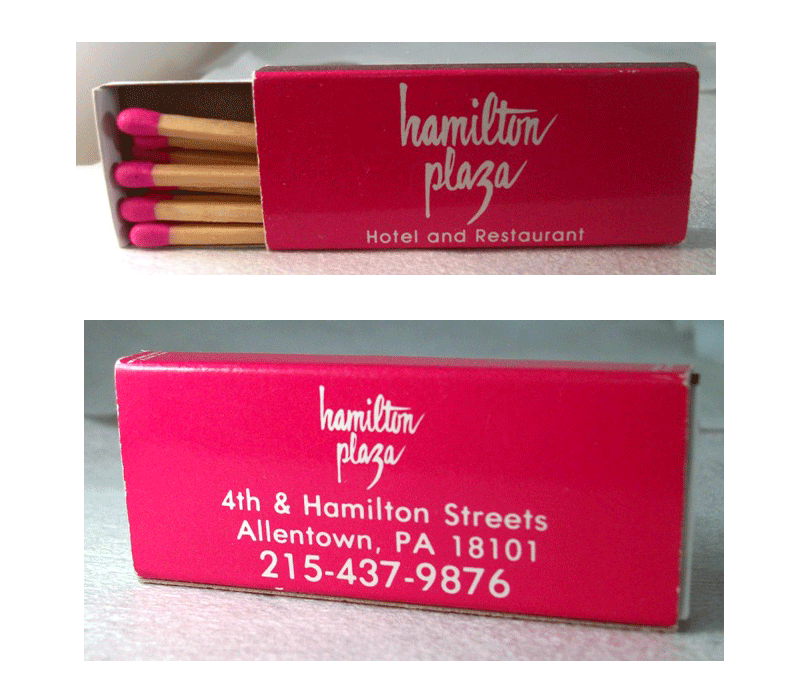 hamilton
plaza
Hotel and Restaurant
hamilton
plaza
4th & Hamilton Streets
Allentown, PA 18101
215-437-9876